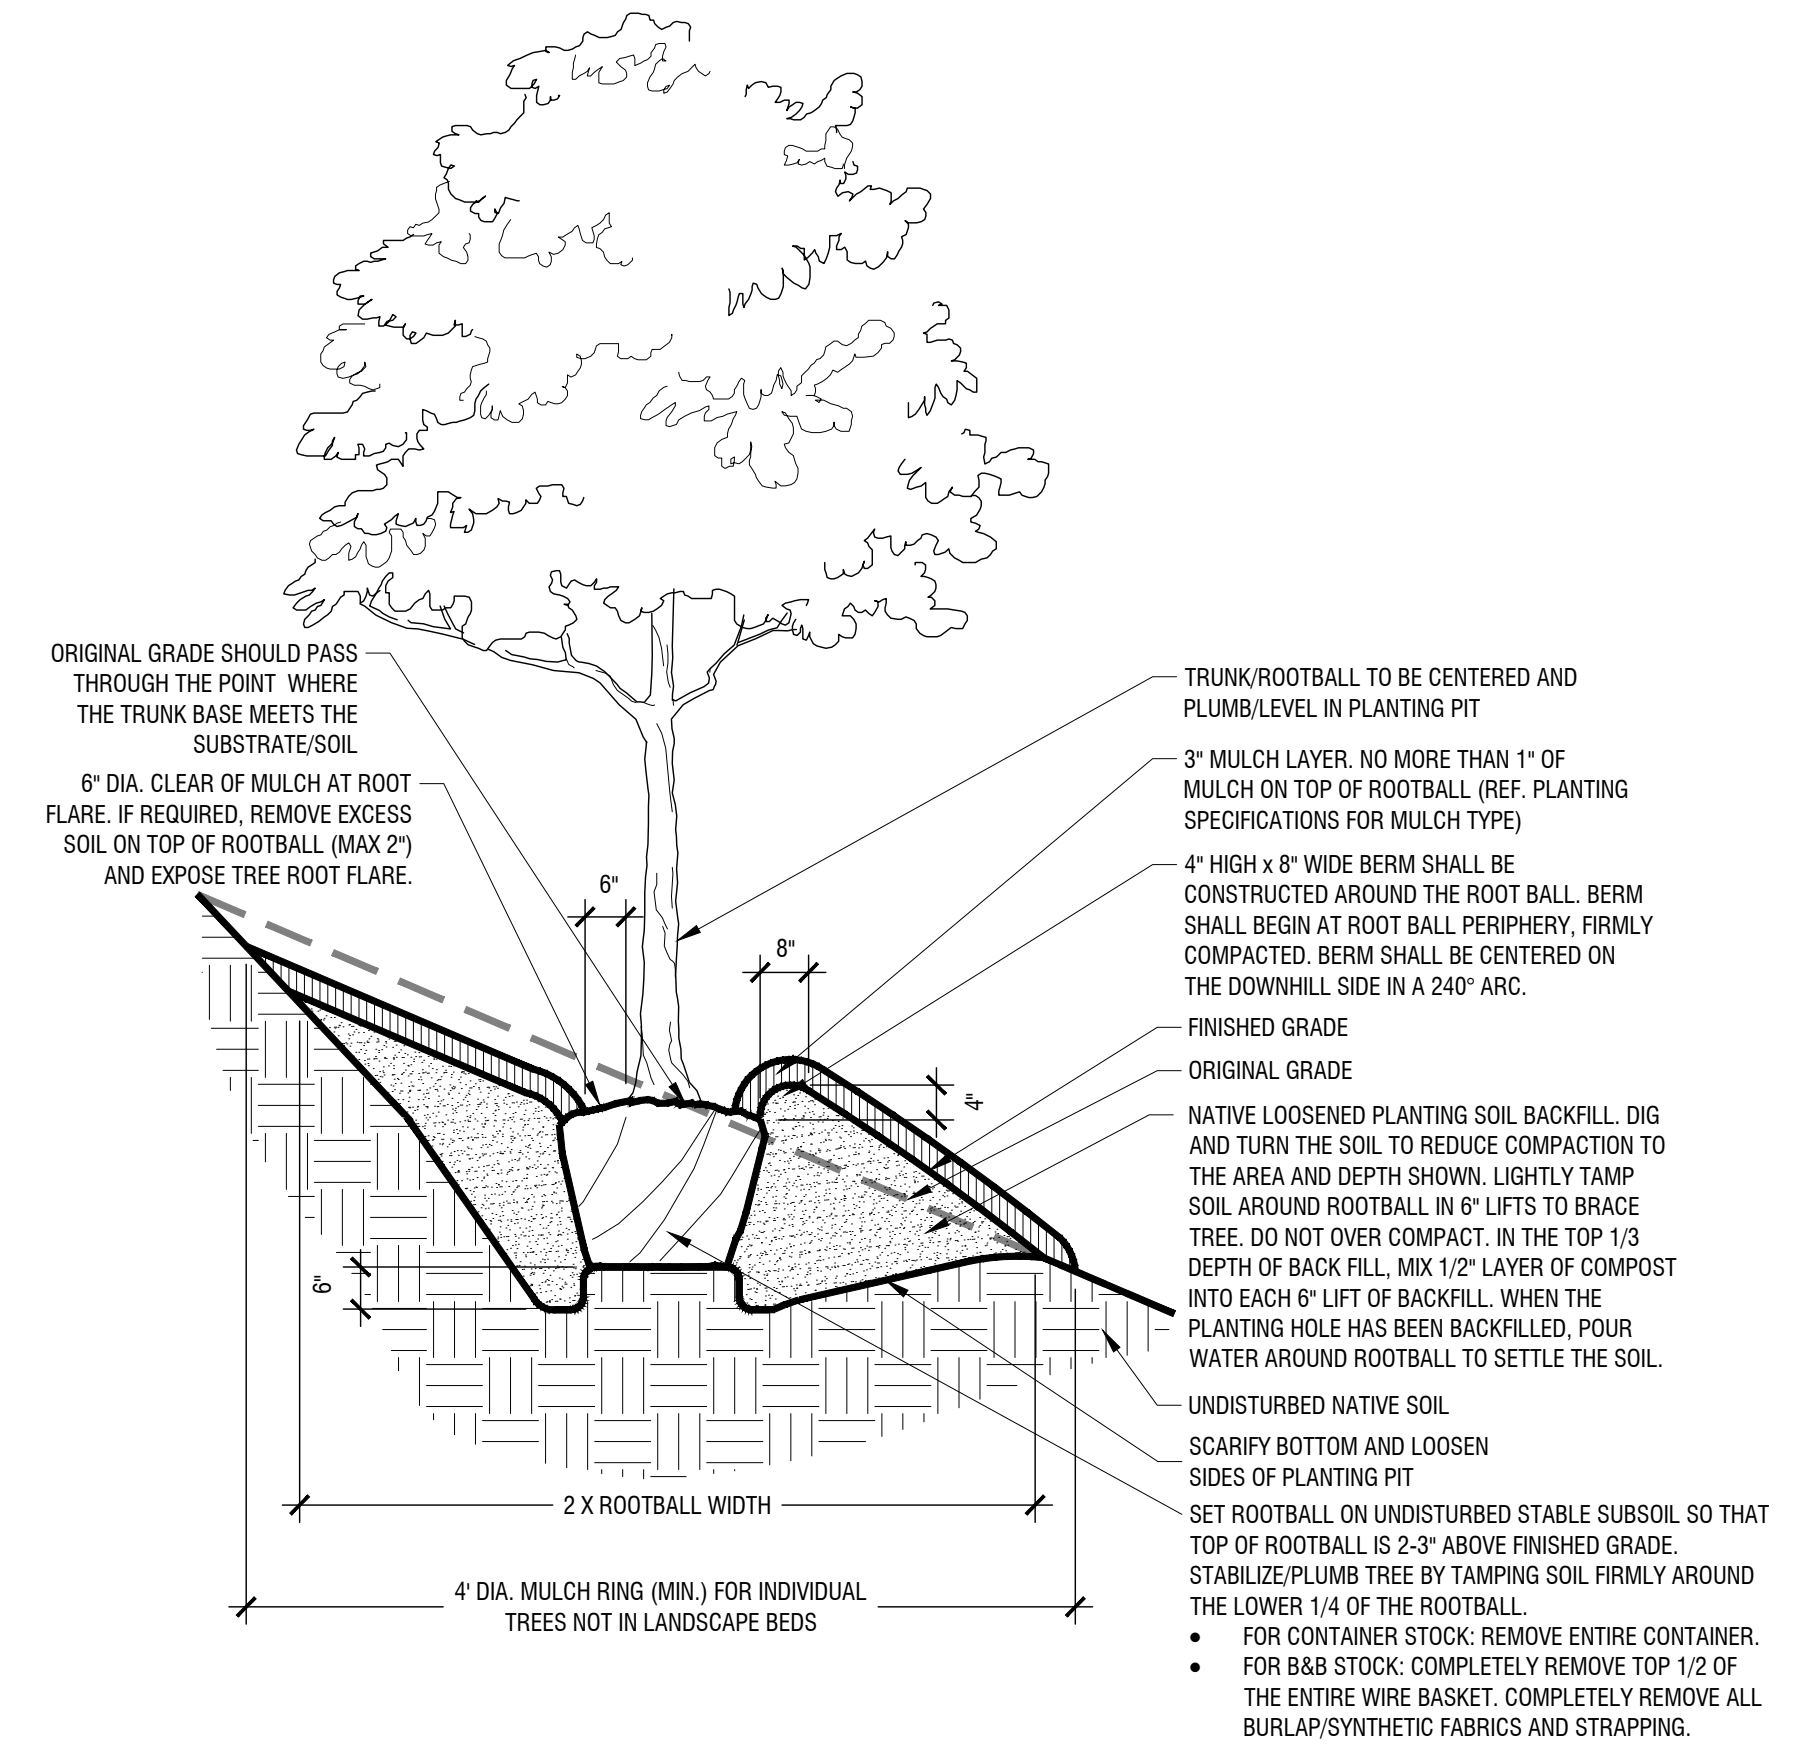 ORIGINAL GRADE SHOULD PASS
THROUGH THE POINT WHERE
THE TRUNK BASE MEETS THE
SUBSTRATE/SOIL
6" DIA. CLEAR OF MULCH AT ROOT
FLARE. IF REQUIRED, REMOVE EXCESS
SOIL ON TOP OF ROOTBALL (MAX 2")
AND EXPOSE TREE ROOT FLARE.
6"
8"
4"
6"
2 X ROOTBALL WIDTH
4' DIA. MULCH RING (MIN.) FOR INDIVIDUAL
TREES NOT IN LANDSCAPE BEDS
TRUNK/ROOTBALL TO BE CENTERED AND
PLUMB/LEVEL IN PLANTING PIT
3" MULCH LAYER. NO MORE THAN 1" OF
MULCH ON TOP OF ROOTBALL (REF. PLANTING
SPECIFICATIONS FOR MULCH TYPE)
4" HIGH x 8" WIDE BERM SHALL BE
CONSTRUCTED AROUND THE ROOT BALL. BERM
SHALL BEGIN AT ROOT BALL PERIPHERY, FIRMLY
COMPACTED. BERM SHALL BE CENTERED ON
THE DOWNHILL SIDE IN A 240° ARC.
FINISHED GRADE
ORIGINAL GRADE
NATIVE LOOSENED PLANTING SOIL BACKFILL. DIG
AND TURN THE SOIL TO REDUCE COMPACTION TO
THE AREA AND DEPTH SHOWN. LIGHTLY TAMP
SOIL AROUND ROOTBALL IN 6" LIFTS TO BRACE
TREE. DO NOT OVER COMPACT. IN THE TOP 1/3
DEPTH OF BACK FILL, MIX 1/2" LAYER OF COMPOST
INTO EACH 6" LIFT OF BACKFILL. WHEN THE
PLANTING HOLE HAS BEEN BACKFILLED, POUR
WATER AROUND ROOTBALL TO SETTLE THE SOIL.
UNDISTURBED NATIVE SOIL
SCARIFY BOTTOM AND LOOSEN
SIDES OF PLANTING PIT
SET ROOTBALL ON UNDISTURBED STABLE SUBSOIL SO THAT
TOP OF ROOTBALL IS 2-3" ABOVE FINISHED GRADE.
STABILIZE/PLUMB TREE BY TAMPING SOIL FIRMLY AROUND
THE LOWER 1/4 OF THE ROOTBALL.
• FOR CONTAINER STOCK: REMOVE ENTIRE CONTAINER.
• FOR B&B STOCK: COMPLETELY REMOVE TOP 1/2 OF
THE ENTIRE WIRE BASKET. COMPLETELY REMOVE ALL
BURLAP/SYNTHETIC FABRICS AND STRAPPING.